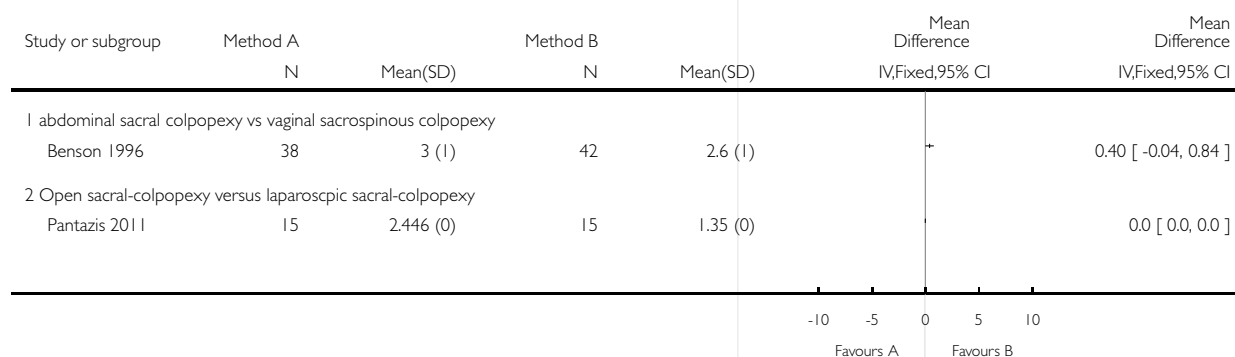 Mean Mean
Study or subgroup Method A Method B Difference Difference
N Mean(SD) N Mean(SD) IV,Fixed,95% CI IV,Fixed,95% CI
1 abdominal sacral colpopexy vs vaginal sacrospinous colpopexy
Benson 1996 38 3 (1) 42 2.6 (1) 0.40 [ -0.04, 0.84 ]
2 Open sacral-colpopexy versus laparoscpic sacral-colpopexy
Pantazis 2011 15 2.446 (0) 15 1.35 (0) 0.0 [ 0.0, 0.0 ]
-10 -5 0 5 10
Favours A Favours B